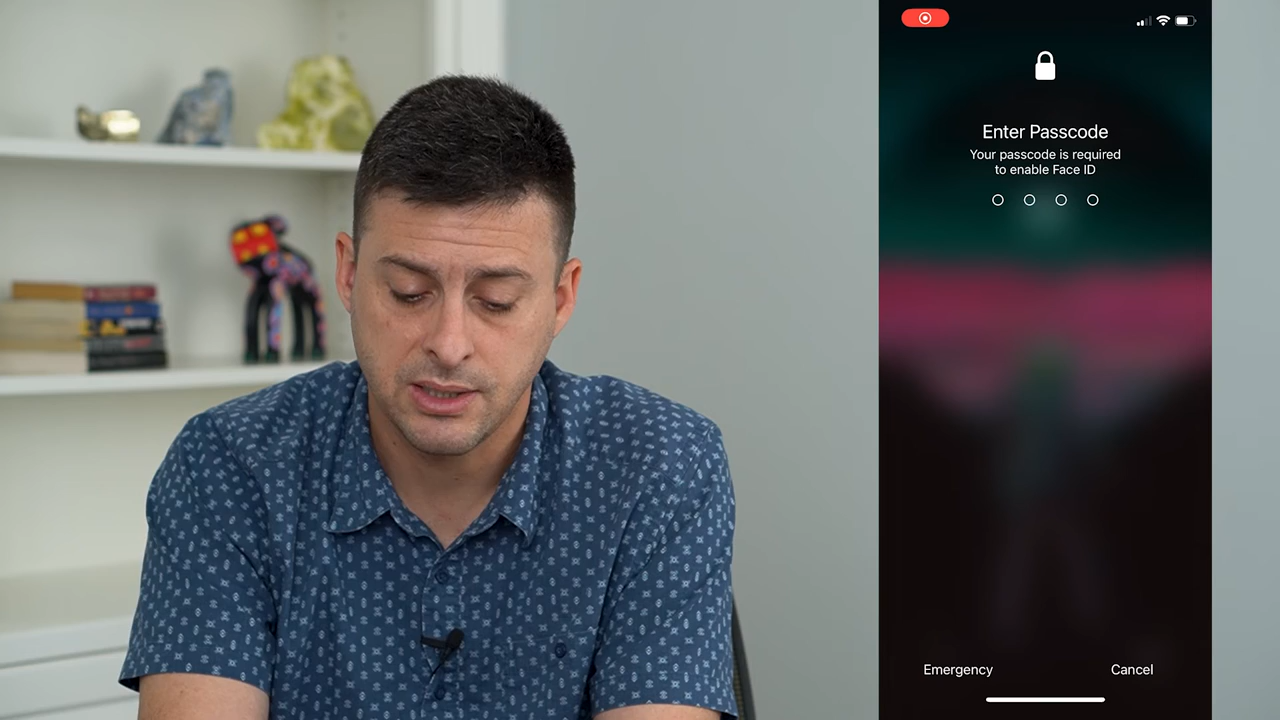 Enter Passcode
Your passcode is required
to enable Face ID
Emergency
Cancel